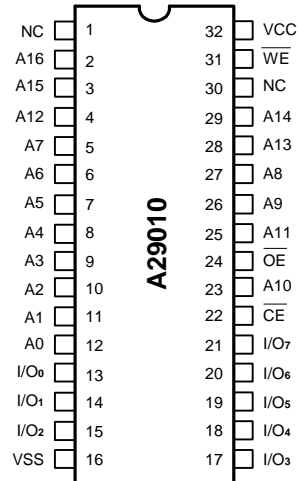 NC 1 32 VCC
A16 2 31 WE
A15 3 30 NC
A12 4 29 A14
A7 5 28 A13
A6 6 27 A8
A5 7 26 A9
A4 8 25 A11
A3 9 24 OE
A2 10 23 A10
A1 11 22 CE
A0 12 21 I/O7
I/O0 13 20 I/O6
I/O1 14 19 I/O5
I/O2 15 18 I/O4
VSS 16 17 I/O3
A29010